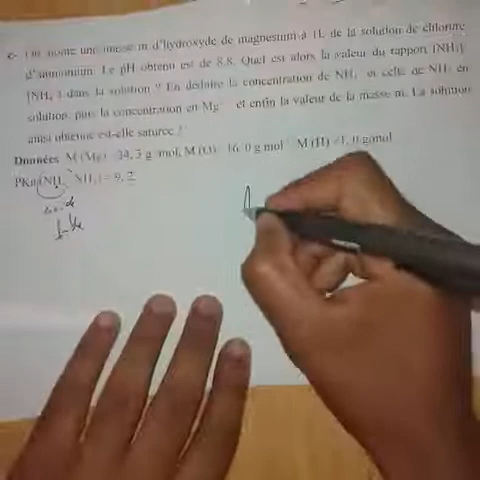 c- On ajoute une masse m d'hydroxyde de magnésium à 1L de la solution de chlorure
d'ammonium. Le pH obtenu est de 8.8. Quel est alors la valeur du rapport [NH3]/
[NH4+] dans la solution ? En déduire la concentration de NH3 et celle de NH4 en
solution, puis la concentration en Mg et enfin la valeur de la masse m. La solution
ainsi obtenue est-elle saturée ?
Données M (Mg) 24,3 g mol, M (O) 16,0 g mol M (H) =1, 0 gmol
PKa(NH4 NH3) = 9, 2